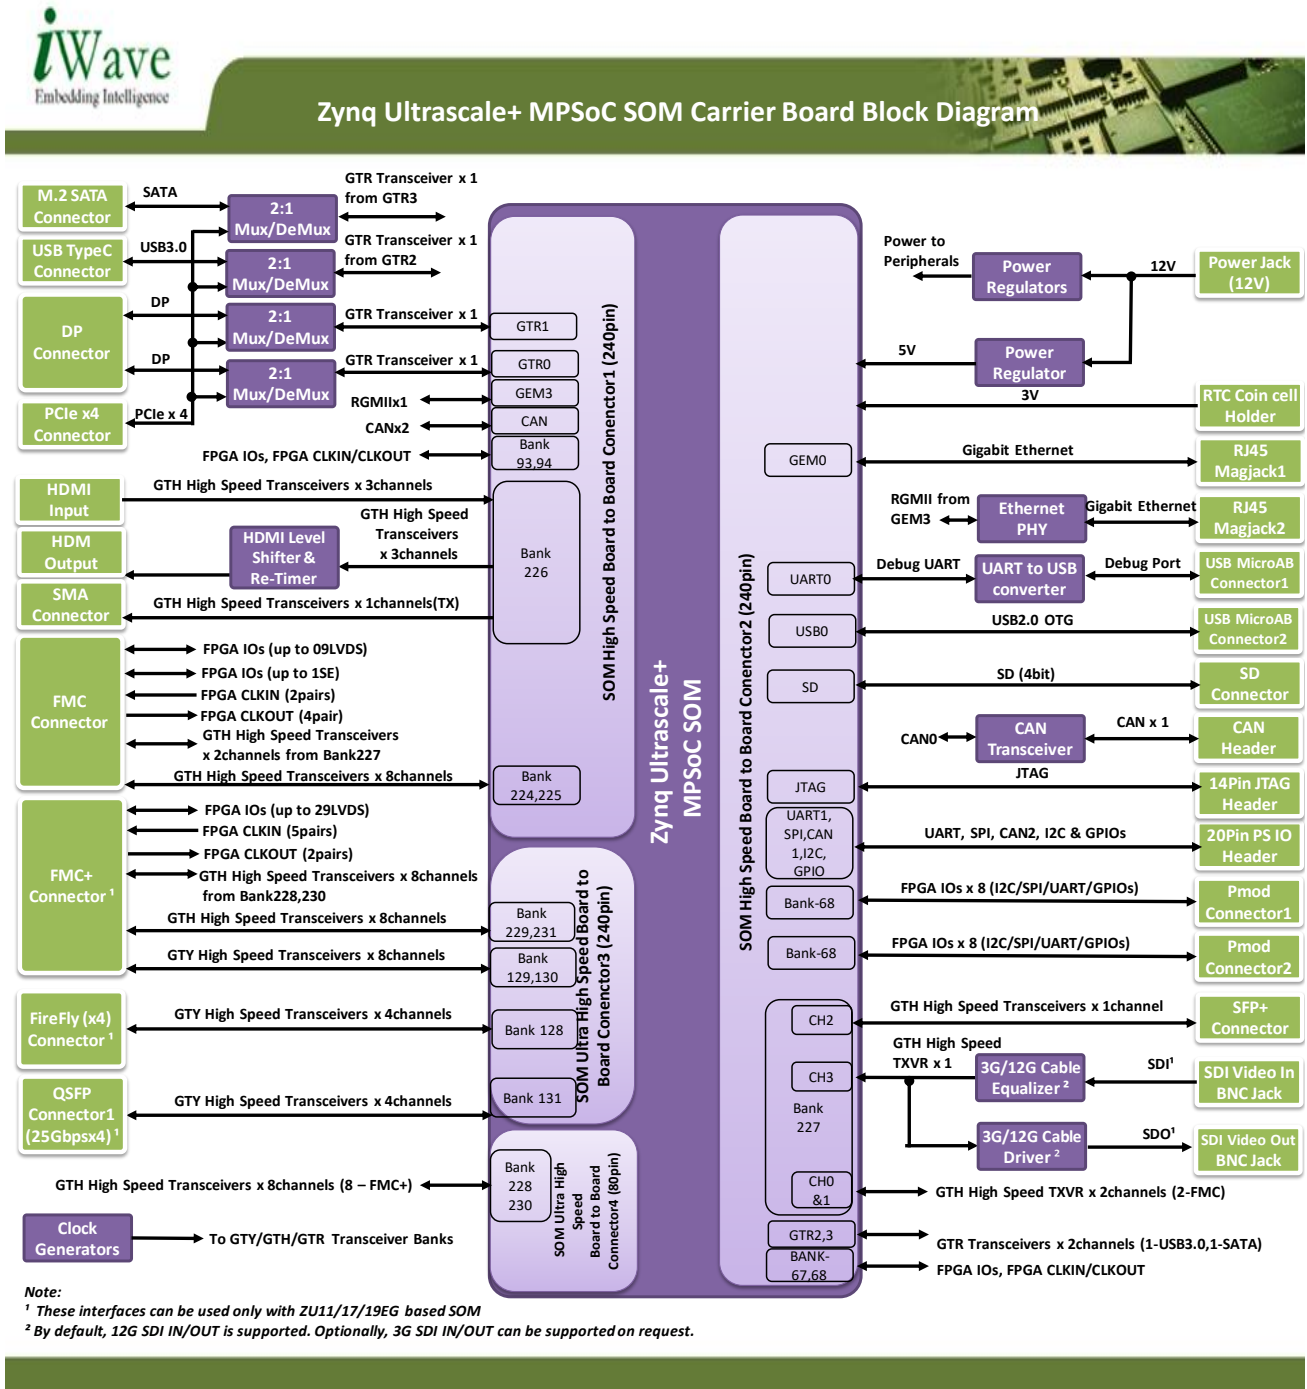 iWave
Embedding Intelligence
Zynq Ultrascale+ MPSoC SOM Carrier Board Block Diagram
M.2 SATA
Connector
SATA
2:1
Mux/DeMux
GTR Transceiver x 1
from GTR3
USB TypeC
Connector
USB3.0
2:1
Mux/DeMux
GTR Transceiver x 1
from GTR2
DP
Connector
DP
2:1
Mux/DeMux
GTR Transceiver x 1
GTR1
DP
2:1
Mux/DeMux
GTR Transceiver x 1
GTR0
PCIe x4
Connector
PCIe x 4
RGMIIx1
GEM3
CANx2
CAN
FPGA IOs, FPGA CLKIN/CLKOUT
Bank
93,94
HDMI
Input
GTH High Speed Transceivers x 3channels
HDM
Output
HDMI Level
Shifter &
Re-Timer
GTH High Speed
Transceivers
x 3channels
Bank
226
SMA
Connector
GTH High Speed Transceivers x 1channels(TX)
FMC
Connector
FPGA IOs (up to 09LVDS)
FPGA IOs (up to 1SE)
FPGA CLKIN (2pairs)
FPGA CLKOUT (4pair)
GTH High Speed Transceivers
x 2channels from Bank227
GTH High Speed Transceivers x 8channels
Bank
224,225
SOM High Speed Board to Board Conenctor1 (240pin)
FMC+
Connector ¹
FPGA IOs (up to 29LVDS)
FPGA CLKIN (5pairs)
FPGA CLKOUT (2pairs)
GTH High Speed Transceivers x 8channels
from Bank228,230
GTH High Speed Transceivers x 8channels
Bank
229,231
GTY High Speed Transceivers x 8channels
Bank
129,130
FireFly (x4)
Connector ¹
GTY High Speed Transceivers x 4channels
Bank 128
QSFP
Connector1
(25Gbpsx4) ¹
GTY High Speed Transceivers x 4channels
Bank 131
SOM Ultra High Speed Board to
Board Conenctor3 (240pin)
GTH High Speed Transceivers x 8channels (8 – FMC+)
Bank
228
230
SOM Ultra High
Speed
Board to Board
Connector4 (80pin)
Clock
Generators
To GTY/GTH/GTR Transceiver Banks
Zynq Ultrascale+
MPSoC SOM
SOM High Speed Board to Board Conenctor2 (240pin)
Power to
Peripherals
Power
Regulators
12V
Power Jack
(12V)
5V
Power
Regulator
3V
RTC Coin cell
Holder
GEM0
Gigabit Ethernet
RJ45
Magjack1
RGMII from
GEM3
Ethernet
PHY
Gigabit Ethernet
RJ45
Magjack2
UART0
Debug UART
UART to USB
converter
Debug Port
USB MicroAB
Connector1
USB0
USB2.0 OTG
USB MicroAB
Connector2
SD
SD (4bit)
SD
Connector
CAN0
CAN
Transceiver
CAN x 1
CAN
Header
JTAG
JTAG
14Pin JTAG
Header
UART1,
SPI,CAN
1,I2C,
GPIO
UART, SPI, CAN2, I2C & GPIOs
20Pin PS IO
Header
Bank-68
FPGA IOs x 8 (I2C/SPI/UART/GPIOs)
Pmod
Connector1
Bank-68
FPGA IOs x 8 (I2C/SPI/UART/GPIOs)
Pmod
Connector2
CH2
GTH High Speed Transceivers x 1channel
SFP+
Connector
CH3
GTH High Speed
TXVR x 1
3G/12G Cable
Equalizer ²
SDI¹
SDI Video In
BNC Jack
Bank
227
3G/12G Cable
Driver ²
SDO¹
SDI Video Out
BNC Jack
CH0
&1
GTH High Speed TXVR x 2channels (2-FMC)
GTR2,3
GTR Transceivers x 2channels (1-USB3.0,1-SATA)
BANK-
67,68
FPGA IOs, FPGA CLKIN/CLKOUT
Note:
¹ These interfaces can be used only with ZU11/17/19EG based SOM
² By default, 12G SDI IN/OUT is supported. Optionally, 3G SDI IN/OUT can be supported on request.